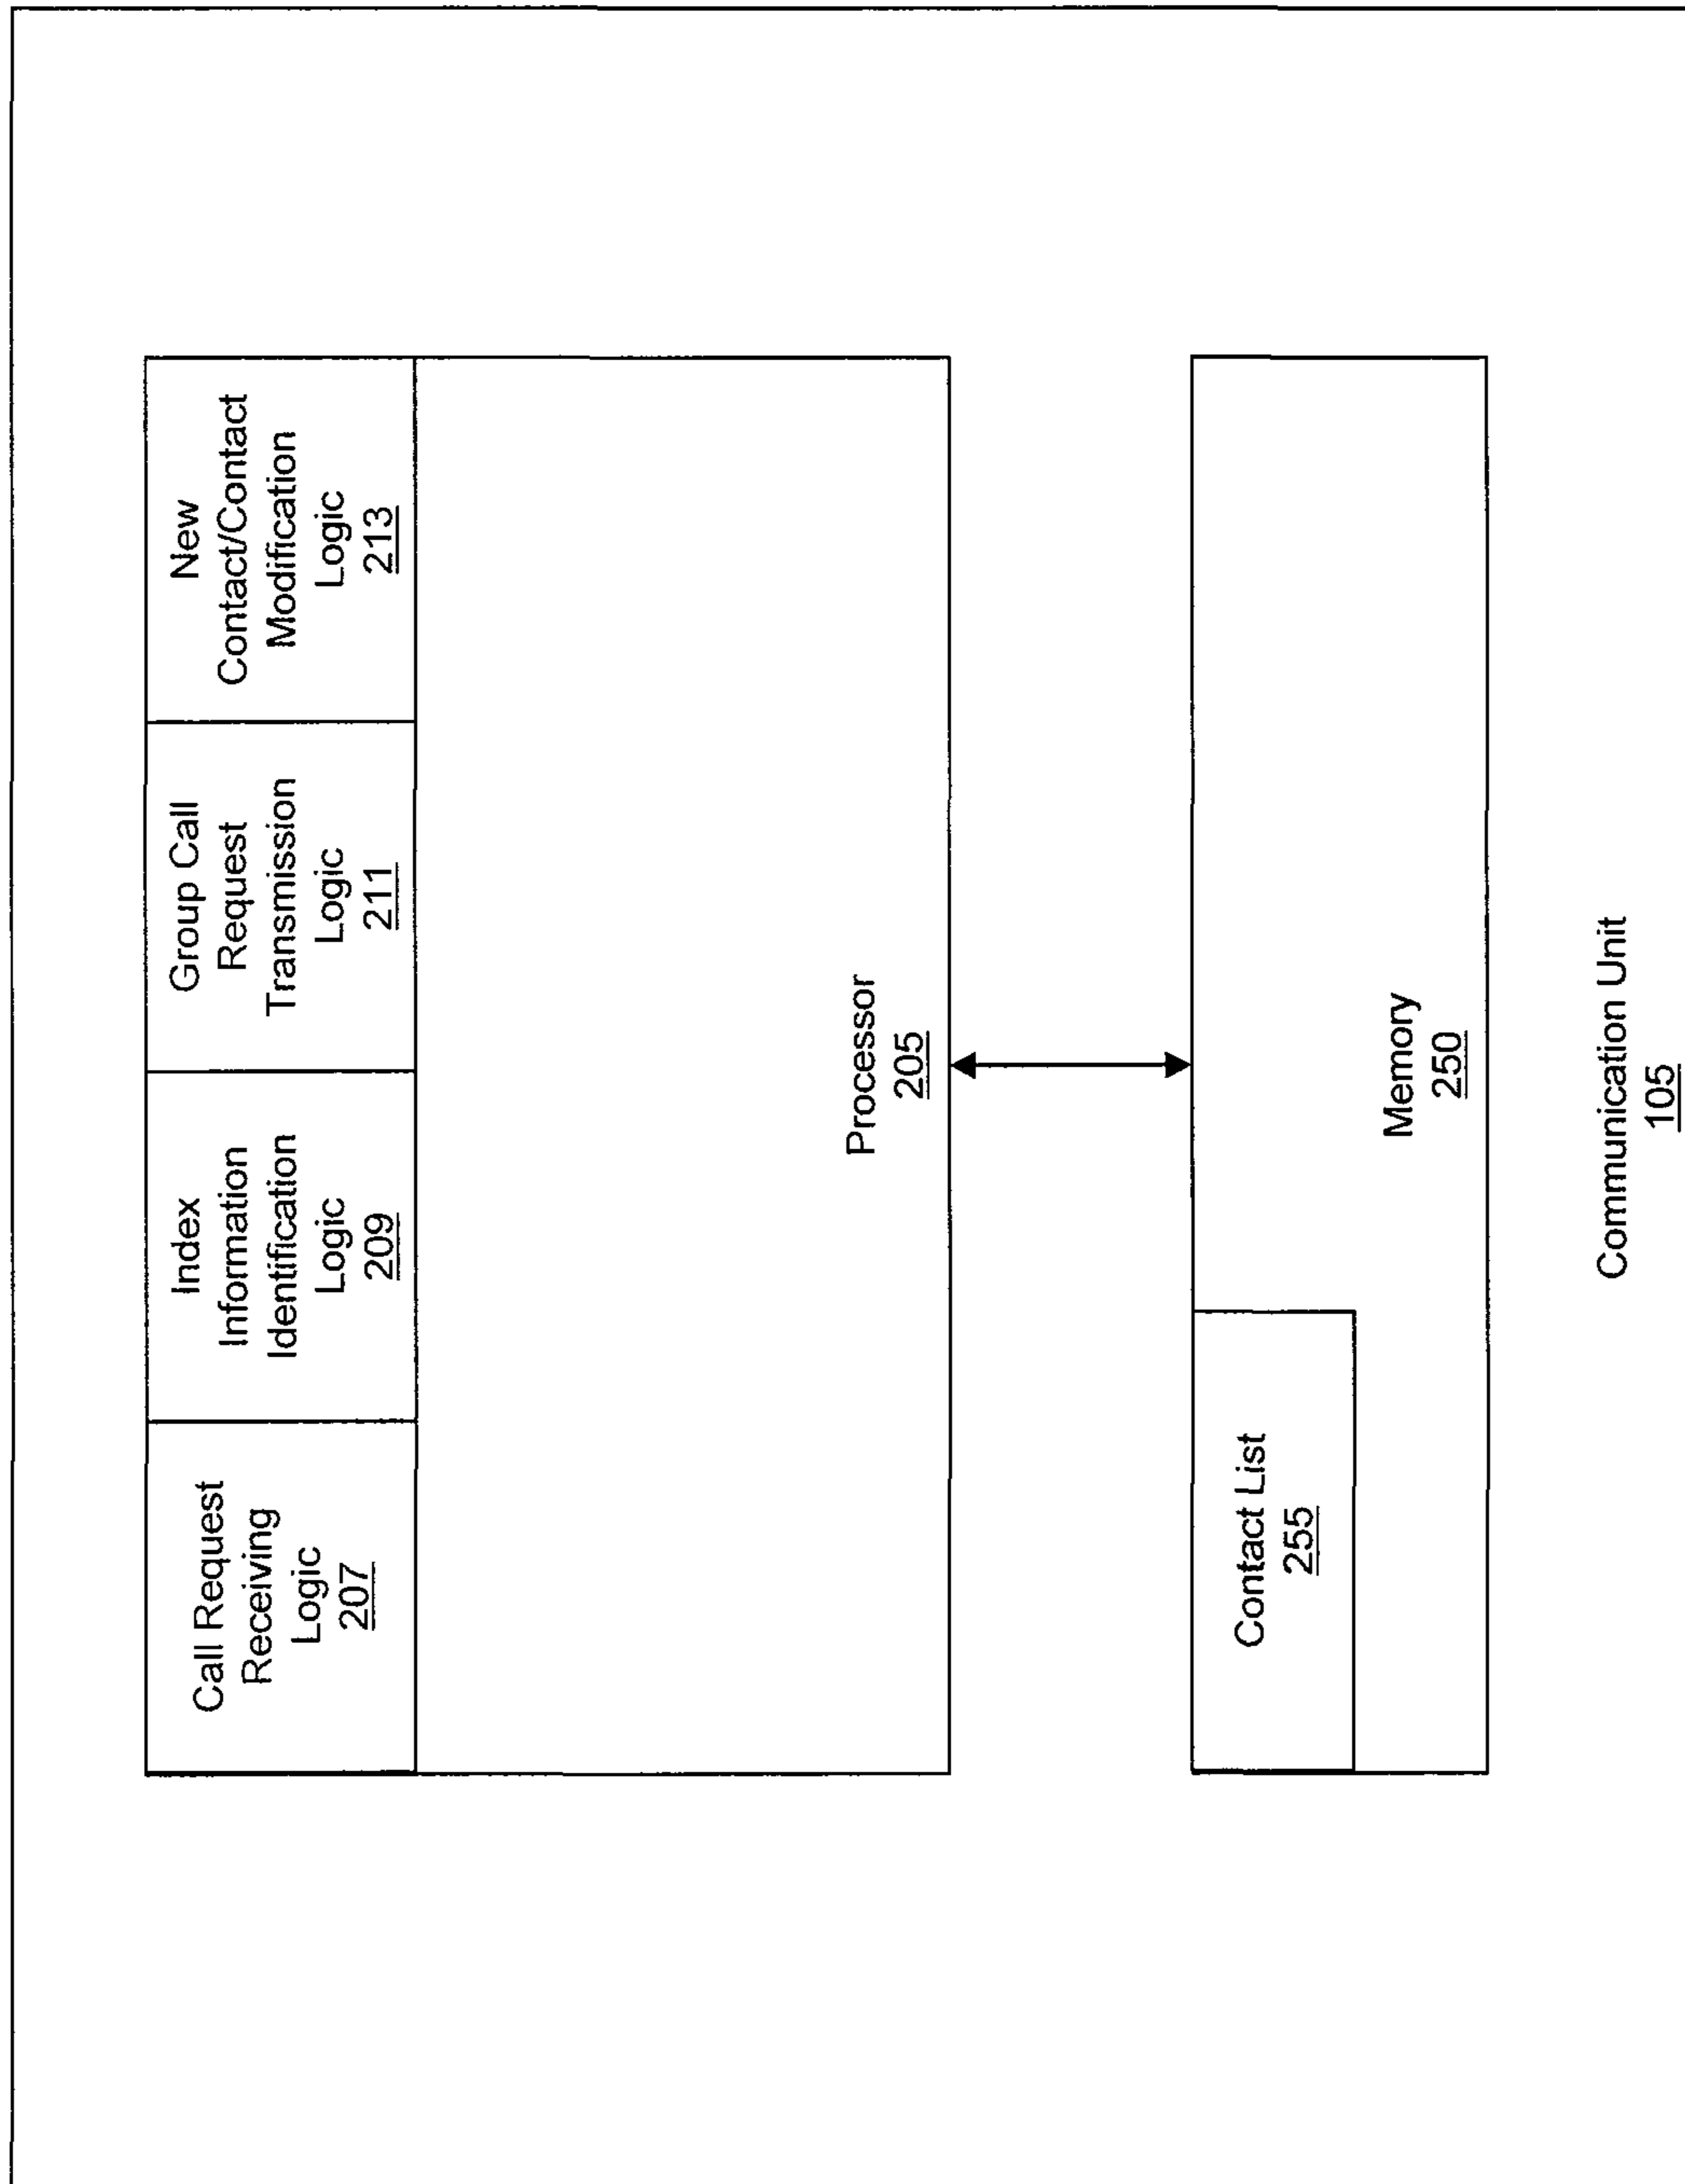 Call Request
Receiving
Logic
207
Index
Information
Identification
Logic
209
Group Call
Request
Transmission
Logic
211
New
Contact/Contact
Modification
Logic
213
Processor
205
Contact List
255
Memory
250
Communication Unit
105